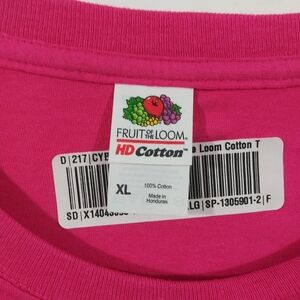 FRUIT OF THE LOOM
HD Cotton
D | 217 | CYB
Loom Cotton T
XL
100% Cotton
Made in
Honduras
SD | X14043
LG | SP-1305901-2 | F